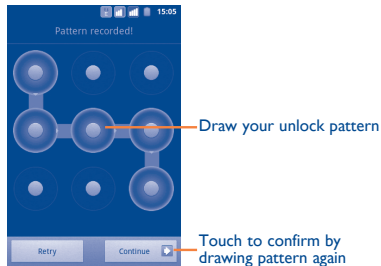 15:05
Pattern recorded!
Draw your unlock pattern
Retry
Continue
Touch to confirm by
drawing pattern again